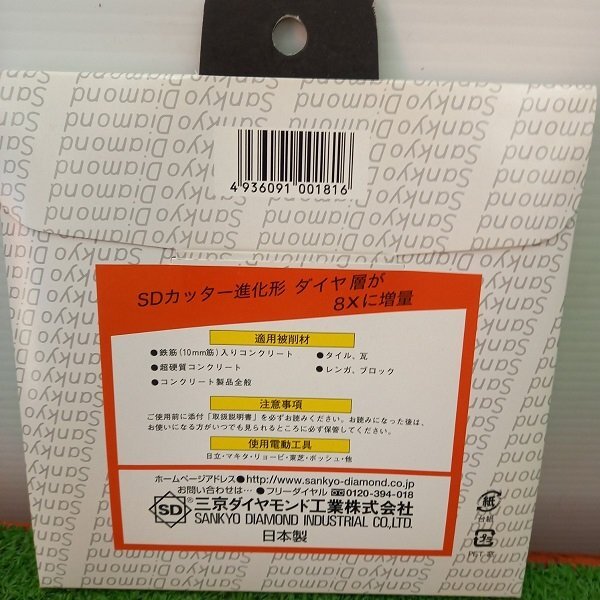 Sankyo Diamond
4 936091 001816
SDカッター進化形 ダイヤ層が
8Xに増量
適用被削材
●鉄筋(10mm筋)入りコンクリート ●タイル、瓦
●超硬質コンクリート ●レンガ、ブロック
●コンクリート製品全般
注意事項
ご使用前に添付「取扱説明書」を必ずお読みください。お読みになった後は、
お使いになる方がいつでも見られるところに必ず保管してください。
使用電動工具
日立・マキタ・リョービ・東芝・ボッシュ・他
ホームページアドレス●http://www.sankyo-diamond.co.jp
お問い合わせは…●フリーダイヤル 0120-394-018
SD® 三京ダイヤモンド工業株式会社
SANKYO DIAMOND INDUSTRIAL CO.,LTD.
日本製
紙
台紙
プラ